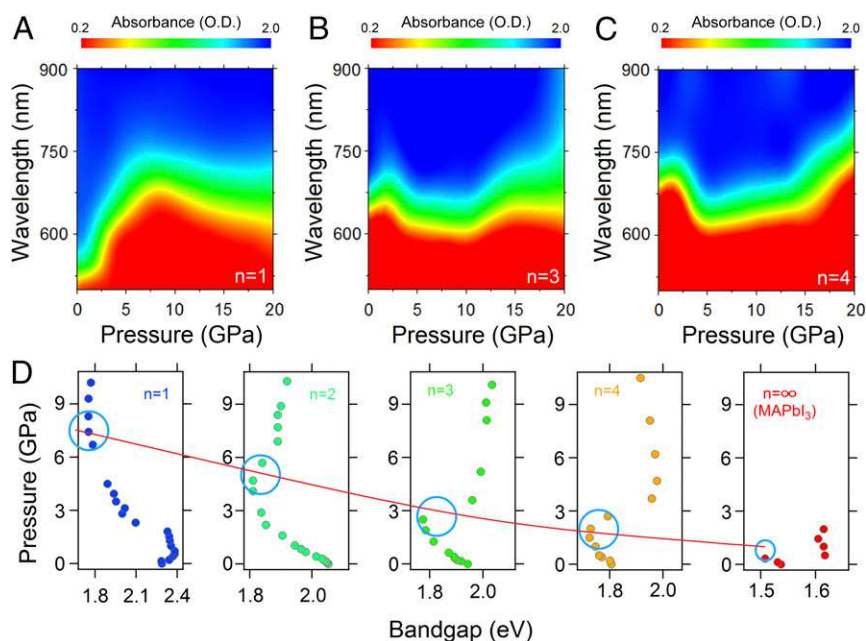 A
Absorbance (O.D.)
0.2
2.0
B
Absorbance (O.D.)
0.2
2.0
C
Absorbance (O.D.)
0.2
2.0
Wavelength (nm)
900
750
600
n=1
0
5
10
15
20
Pressure (GPa)
Wavelength (nm)
900
750
600
n=3
0
5
10
15
20
Pressure (GPa)
Wavelength (nm)
900
750
600
n=4
0
5
10
15
20
Pressure (GPa)
D
Pressure (GPa)
9
6
3
0
n=1
1.8
2.1
2.4
9
6
3
0
n=2
1.8
2.0
9
6
3
0
n=3
1.8
2.0
9
6
3
0
n=4
1.8
2.0
9
6
3
0
n=∞
(MAPbI3)
1.5
1.6
Bandgap (eV)